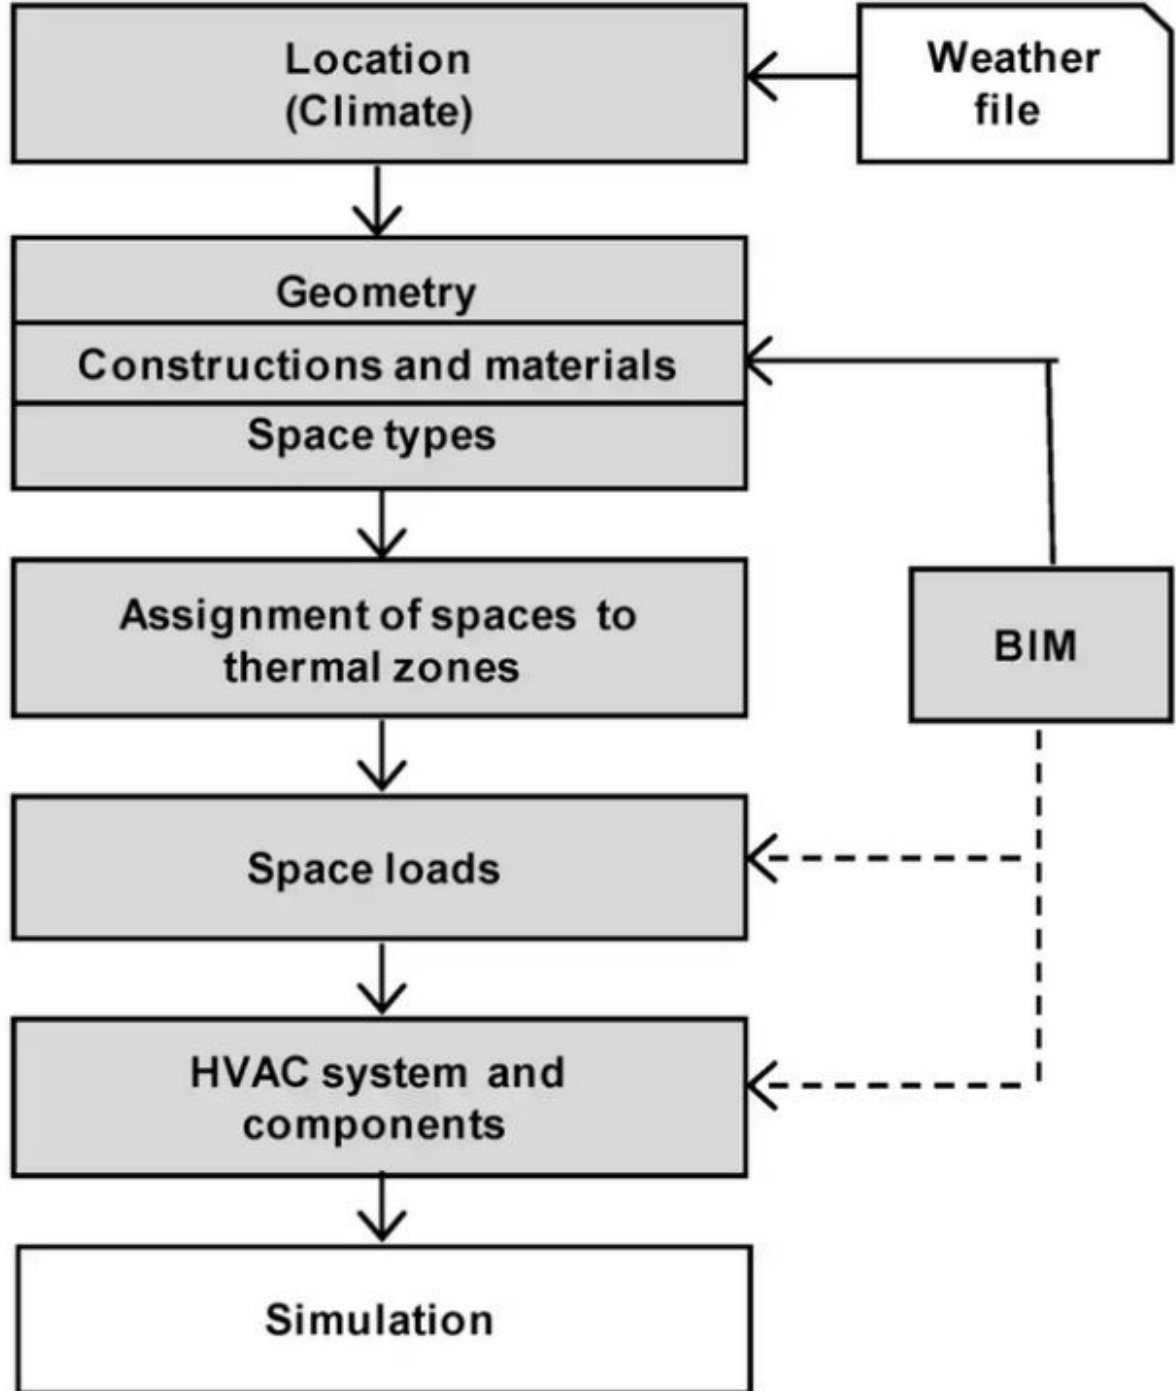 Location
(Climate)
Weather
file
Geometry
Constructions and materials
Space types
Assignment of spaces to
thermal zones
BIM
Space loads
HVAC system and
components
Simulation